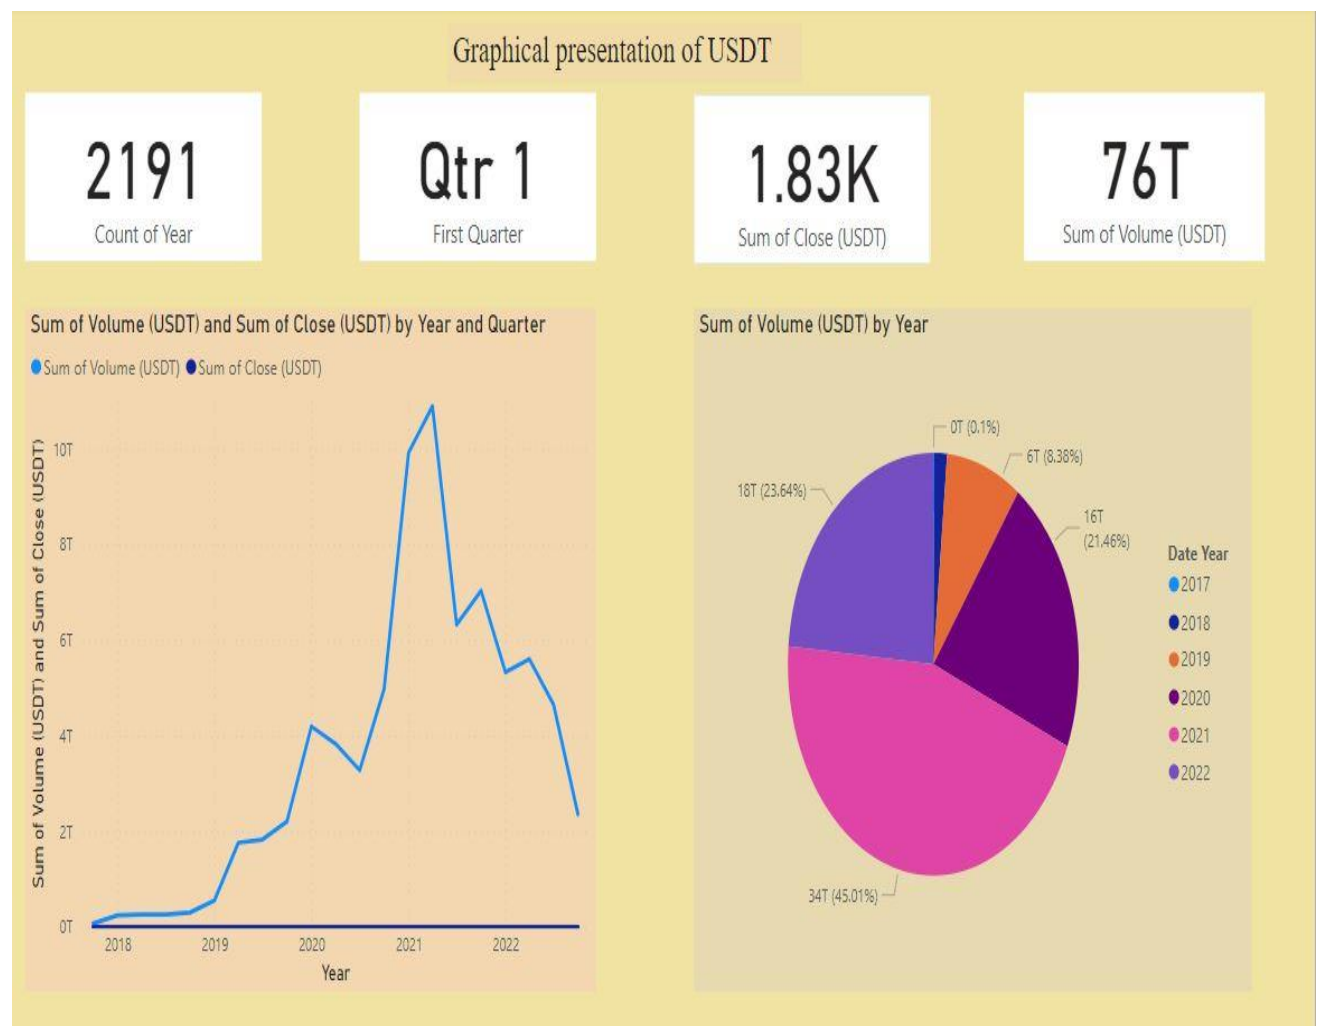 Graphical presentation of USDT
2191
Count of Year
Qtr 1
First Quarter
1.83K
Sum of Close (USDT)
76T
Sum of Volume (USDT)
Sum of Volume (USDT) and Sum of Close (USDT) by Year and Quarter
Sum of Volume (USDT) Sum of Close (USDT)
Sum of Volume (USDT) and Sum of Close (USDT)
10T
8T
6T
4T
2T
0T
2018 2019 2020 2021 2022
Year
Sum of Volume (USDT) by Year
0T (0.1%)
6T (8.38%)
18T (23.64%)
16T
(21.46%)
34T (45.01%)
Date Year
2017
2018
2019
2020
2021
2022